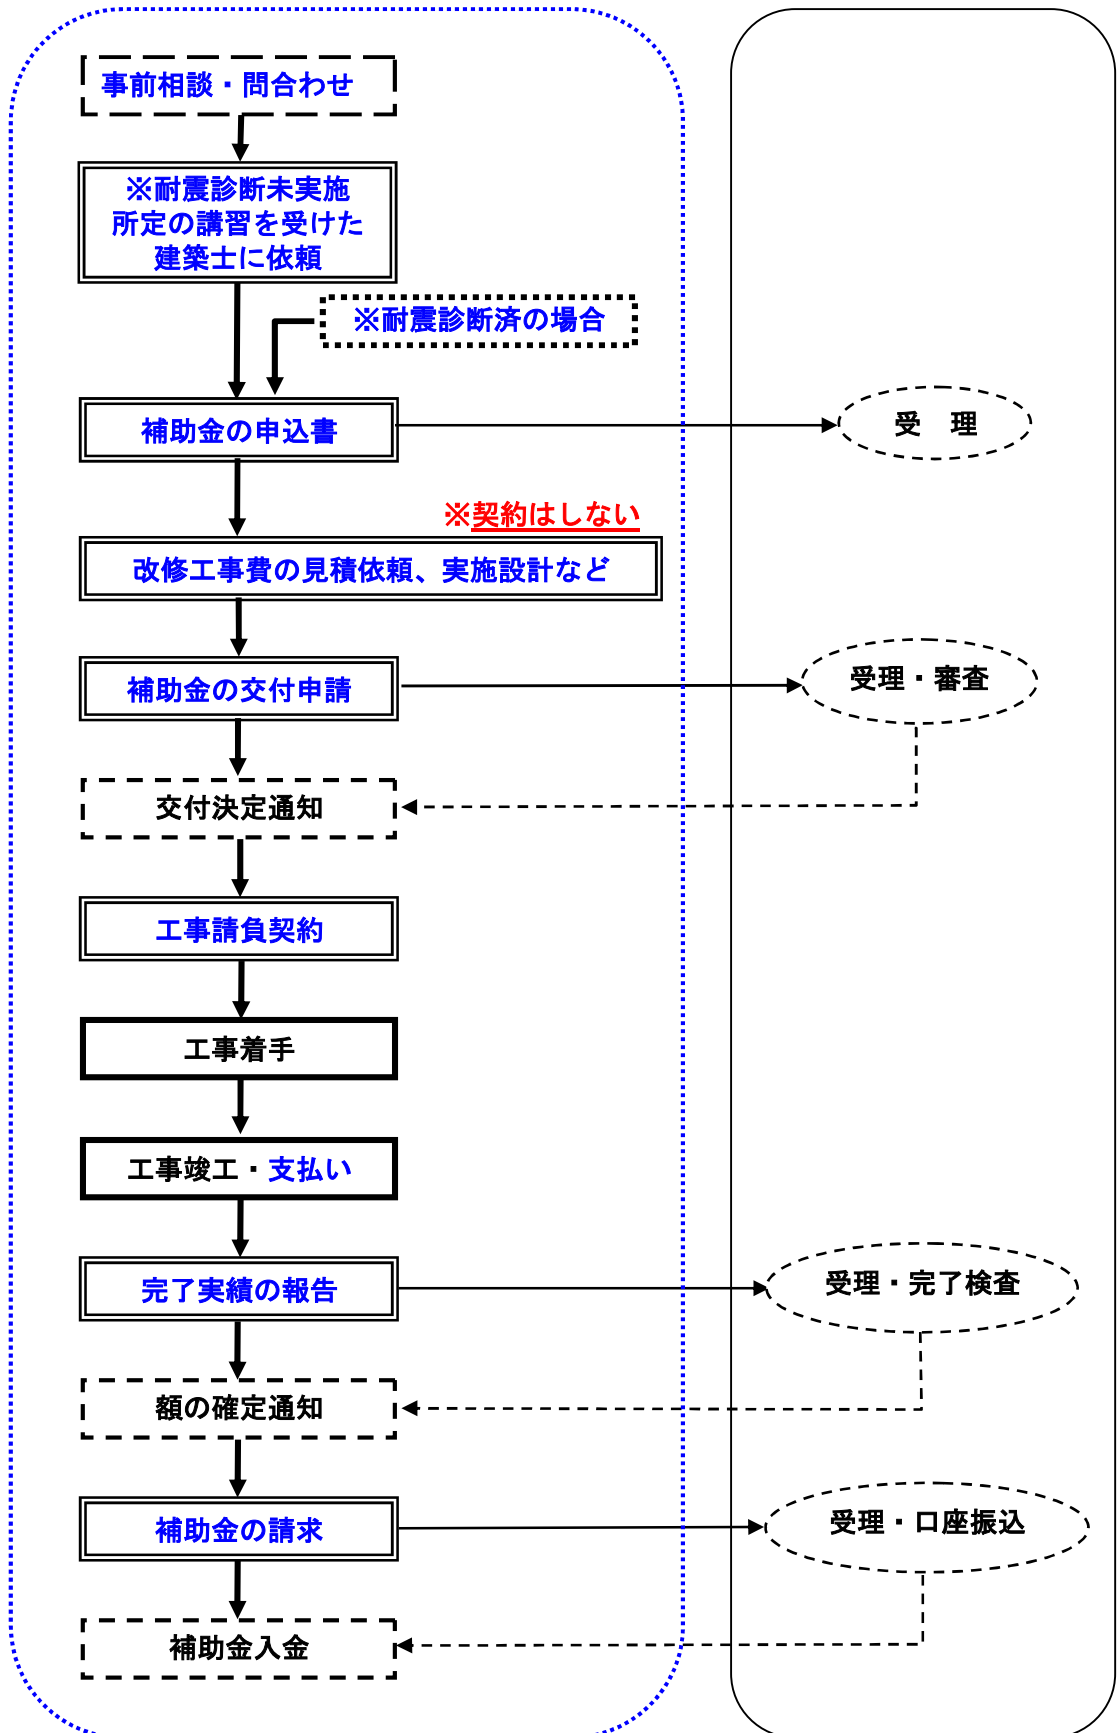 事前相談・問合わせ
※耐震診断未実施
所定の講習を受けた
建築士に依頼
※耐震診断済の場合
補助金の申込書
受　理
※契約はしない
改修工事費の見積依頼、実施設計など
補助金の交付申請
受理・審査
交付決定通知
工事請負契約
工事着手
工事竣工・支払い
完了実績の報告
受理・完了検査
額の確定通知
補助金の請求
受理・口座振込
補助金入金